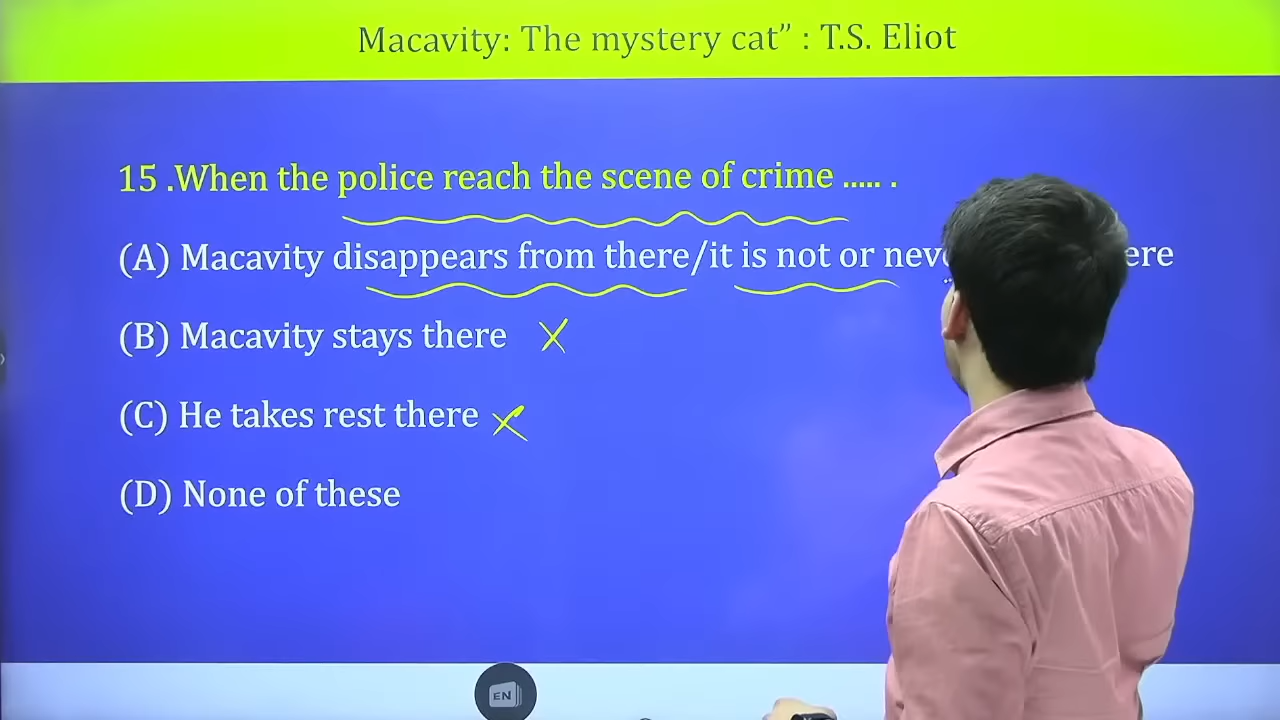 Macavity: The mystery cat” : T.S. Eliot
15 .When the police reach the scene of crime ..... .
(A) Macavity disappears from there/it is not or
(B) Macavity stays there
(C) He takes rest there
(D) None of these
EN